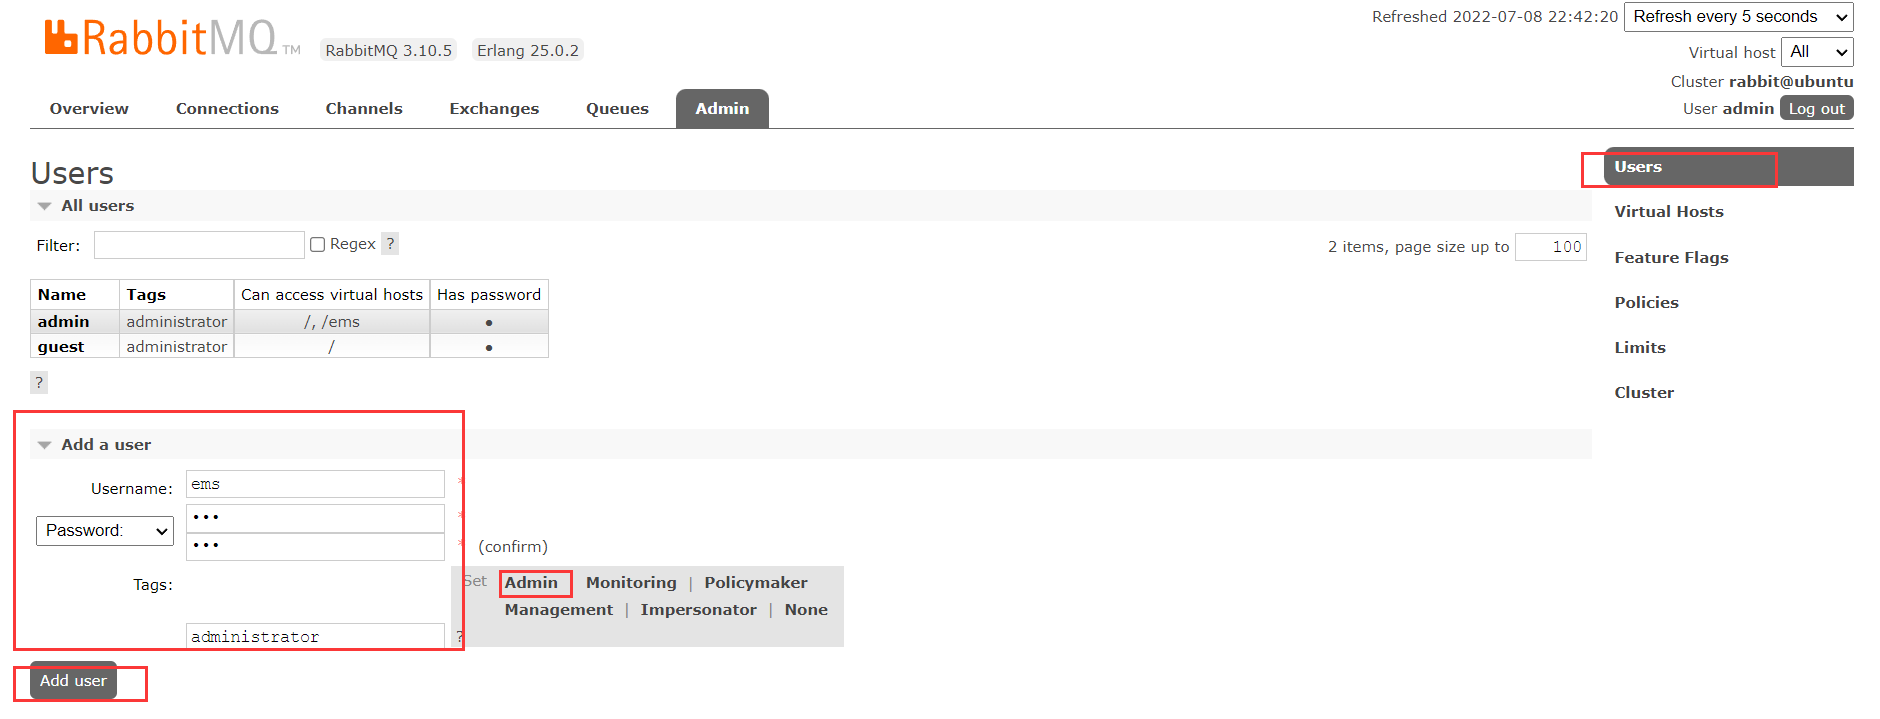 RabbitMQ TM RabbitMQ 3.10.5 Erlang 25.0.2
Refreshed 2022-07-08 22:42:20 Refresh every 5 seconds
Virtual host All
Cluster rabbit@ubuntu
User admin Log out
Overview Connections Channels Exchanges Queues Admin
Users
All users
Filter: Regex ? 2 items, page size up to 100
Name Tags Can access virtual hosts Has password
admin administrator /, /ems •
guest administrator / •
?
Add a user
Username: ems *
Password: ••• *
••• * (confirm)
Tags: Set Admin Monitoring | Policymaker
Management | Impersonator | None
administrator ?
Add user
Users
Virtual Hosts
Feature Flags
Policies
Limits
Cluster